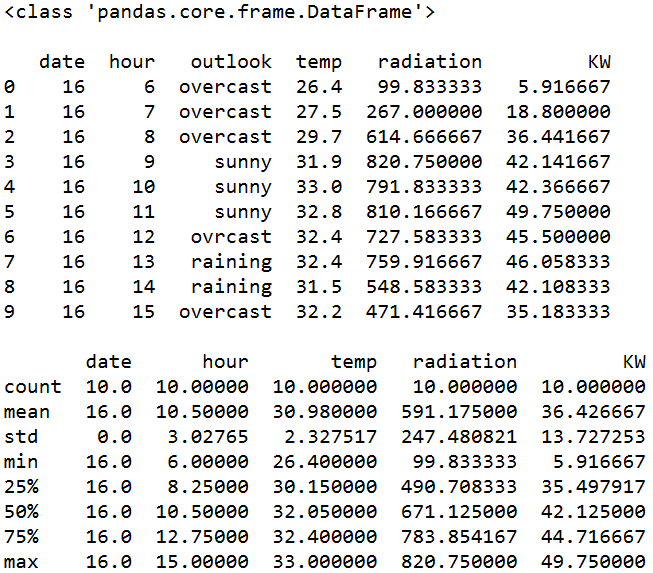 <class 'pandas.core.frame.DataFrame'>
date hour outlook temp radiation KW
0 16 6 overcast 26.4 99.833333 5.916667
1 16 7 overcast 27.5 267.000000 18.800000
2 16 8 overcast 29.7 614.666667 36.441667
3 16 9 sunny 31.9 820.750000 42.141667
4 16 10 sunny 33.0 791.833333 42.366667
5 16 11 sunny 32.8 810.166667 49.750000
6 16 12 ovrcast 32.4 727.583333 45.500000
7 16 13 raining 32.4 759.916667 46.058333
8 16 14 raining 31.5 548.583333 42.108333
9 16 15 overcast 32.2 471.416667 35.183333
date hour temp radiation KW
count 10.0 10.00000 10.000000 10.000000 10.000000
mean 16.0 10.50000 30.980000 591.175000 36.426667
std 0.0 3.02765 2.327517 247.480821 13.727253
min 16.0 6.00000 26.400000 99.833333 5.916667
25% 16.0 8.25000 30.150000 490.708333 35.497917
50% 16.0 10.50000 32.050000 671.125000 42.125000
75% 16.0 12.75000 32.400000 783.854167 44.716667
max 16.0 15.00000 33.000000 820.750000 49.750000